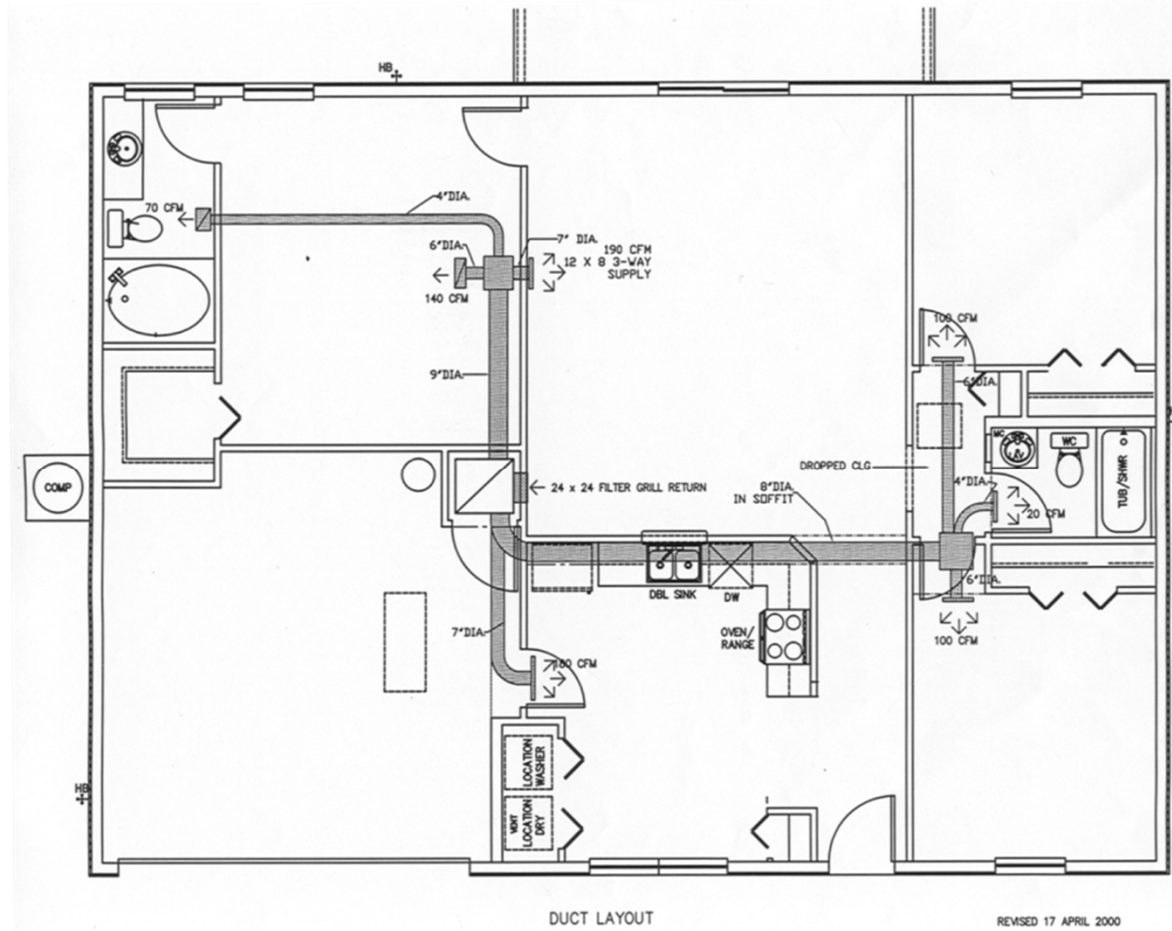 HB
4"DIA.
70 CFM
6"DIA.
7" DIA.
190 CFM
12 X 8 3-WAY
SUPPLY
140 CFM
100 CFM
9"DIA.
6"DIA.
MC
LAV
WC
TUB/SHWR
DROPPED CLG
COMP
24 x 24 FILTER GRILL RETURN
8"DIA.
IN SOFFIT
4"DIA.
20 CFM
DBL SINK
DW
6"DIA.
OVEN/
RANGE
7"DIA.
100 CFM
LOCATION
WASHER
HB
VENT
LOCATION
DRY
DUCT LAYOUT
REVISED 17 APRIL 2000